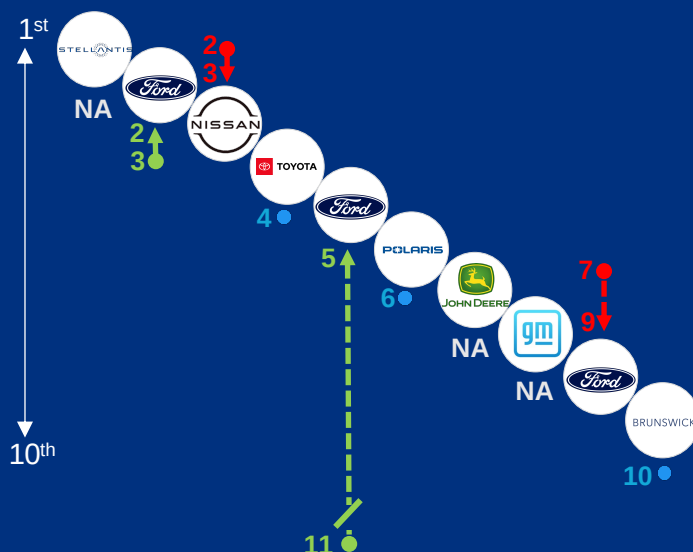 1st
STELLANTIS
NA
Ford
2
3
2
3
NISSAN
TOYOTA
4
Ford
5
11
POLARIS
6
JOHN DEERE
NA
gm
NA
7
9
Ford
BRUNSWICK
10
10th